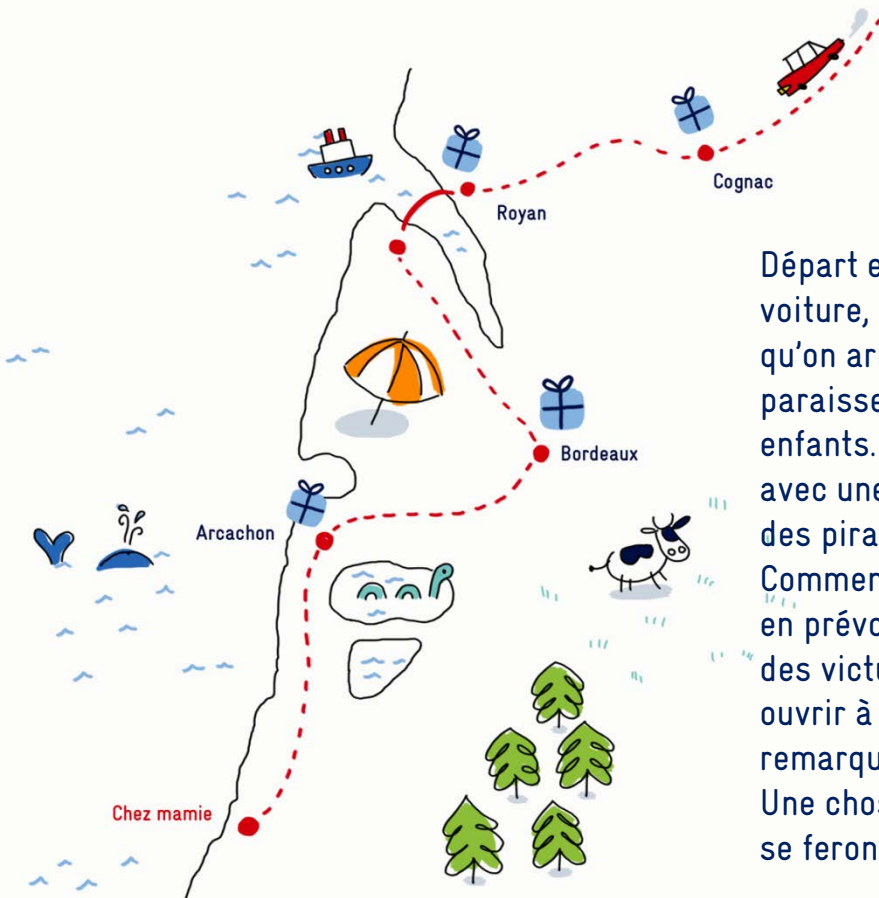 Cognac
Royan
Départ e
voiture,
qu'on ar
paraisse
enfants.
Bordeaux
avec une
Arcachon
des pira
Commen
en prévo
des victu
ouvrir à
remarqu
Une chos
Chez mamie
se feron